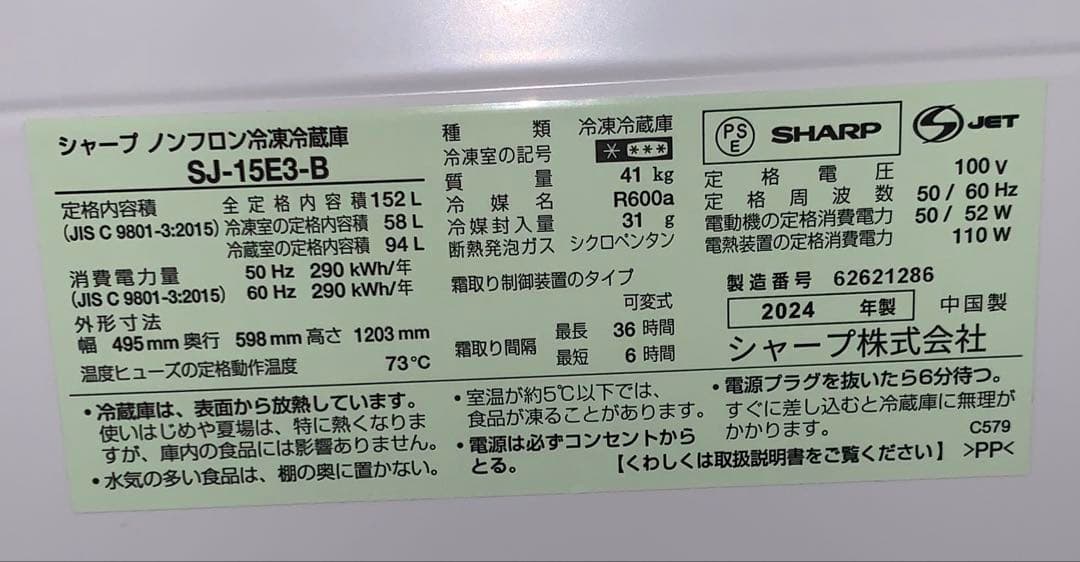 シャープ ノンフロン冷凍冷蔵庫
SJ-15E3-B
定格内容積 全定格内容積 152 L
(JIS C 9801-3:2015) 冷凍室の定格内容積 58 L
冷蔵室の定格内容積 94 L
消費電力量 50 Hz 290 kWh/年
(JIS C 9801-3:2015) 60 Hz 290 kWh/年
外形寸法
幅 495 mm 奥行 598 mm 高さ 1203 mm
温度ヒューズの定格動作温度 73℃
種類 冷凍冷蔵庫
冷凍室の記号 * ***
質量 41 kg
冷媒名 R600a
冷媒封入量 31 g
断熱発泡ガス シクロペンタン
霜取り制御装置のタイプ
可変式
霜取り間隔 最長 36 時間
最短 6 時間
PSE SHARP JET
定格電圧 100 V
定格周波数 50 / 60 Hz
電動機の定格消費電力 50 / 52 W
電熱装置の定格消費電力 110 W
製造番号 62621286
2024 年製 中国製
シャープ株式会社
・冷蔵庫は、表面から放熱しています。
使いはじめや夏場は、特に熱くなりま
すが、庫内の食品には影響ありません。
・水気の多い食品は、棚の奥に置かない。
・室温が約5℃以下では、
食品が凍ることがあります。
・電源は必ずコンセントから
とる。
・電源プラグを抜いたら6分待つ。
すぐに差し込むと冷蔵庫に無理が
かかります。
C579
【くわしくは取扱説明書をご覧ください】 >PP<